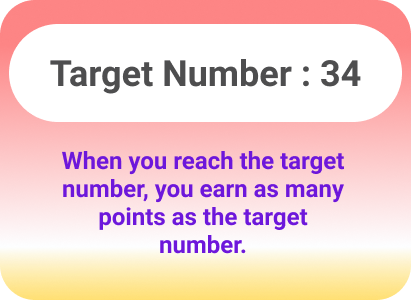 Target Number : 34
When you reach the target
number, you earn as many
points as the target
number.